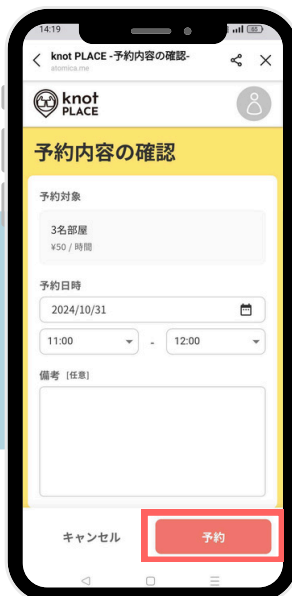 14:19
88
knot PLACE -予約内容の確認-
atomica.me
knot
PLACE
予約内容の確認
予約対象
3名部屋
¥50 / 時間
予約日時
2024/10/31
11:00 - 12:00
備考 [任意]
キャンセル 予約